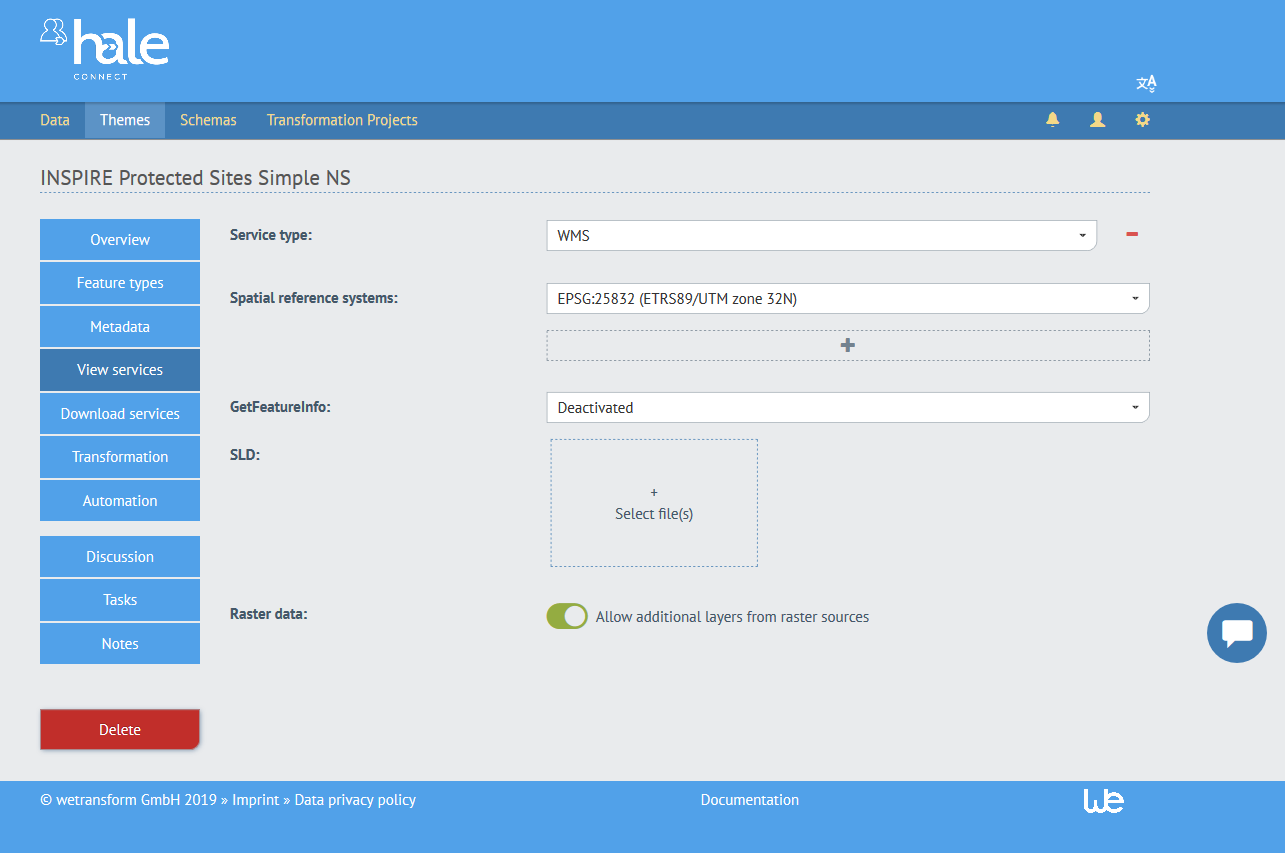 hale
CONNECT
Data Themes Schemas Transformation Projects
INSPIRE Protected Sites Simple NS
Overview
Feature types
Metadata
View services
Download services
Transformation
Automation
Discussion
Tasks
Notes
Delete
Service type:
WMS
Spatial reference systems:
EPSG:25832 (ETRS89/UTM zone 32N)
GetFeatureInfo:
Deactivated
SLD:
+
Select file(s)
Raster data:
Allow additional layers from raster sources
© wetransform GmbH 2019 » Imprint » Data privacy policy
Documentation
we